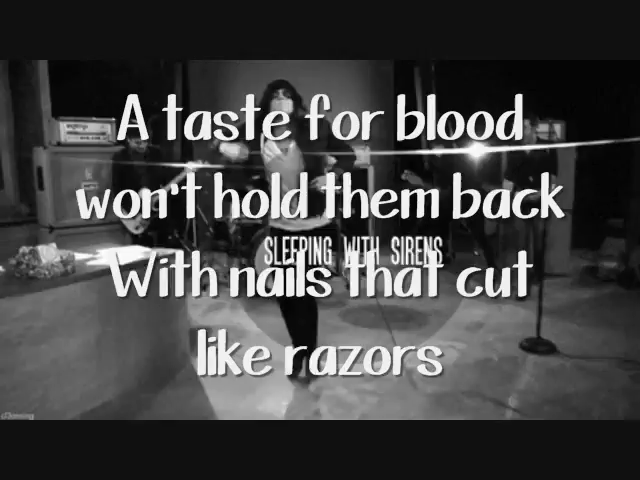 A taste for blood
won't hold them back
SLEEPING WITH SIRENS
With nails that cut
like razors